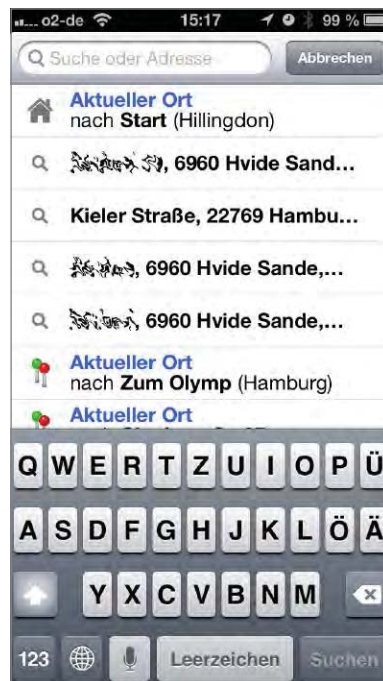 o2-de 15:17 99 %
Suche oder Adresse Abbrechen
Aktueller Ort
nach Start (Hillingdon)
, 6960 Hvide Sand...
Kieler Straße, 22769 Hambu...
, 6960 Hvide Sande,...
, 6960 Hvide Sande,...
Aktueller Ort
nach Zum Olymp (Hamburg)
Aktueller Ort
Q W E R T Z U I O P Ü
A S D F G H J K L Ö Ä
Y X C V B N M
123 Leerzeichen Suchen